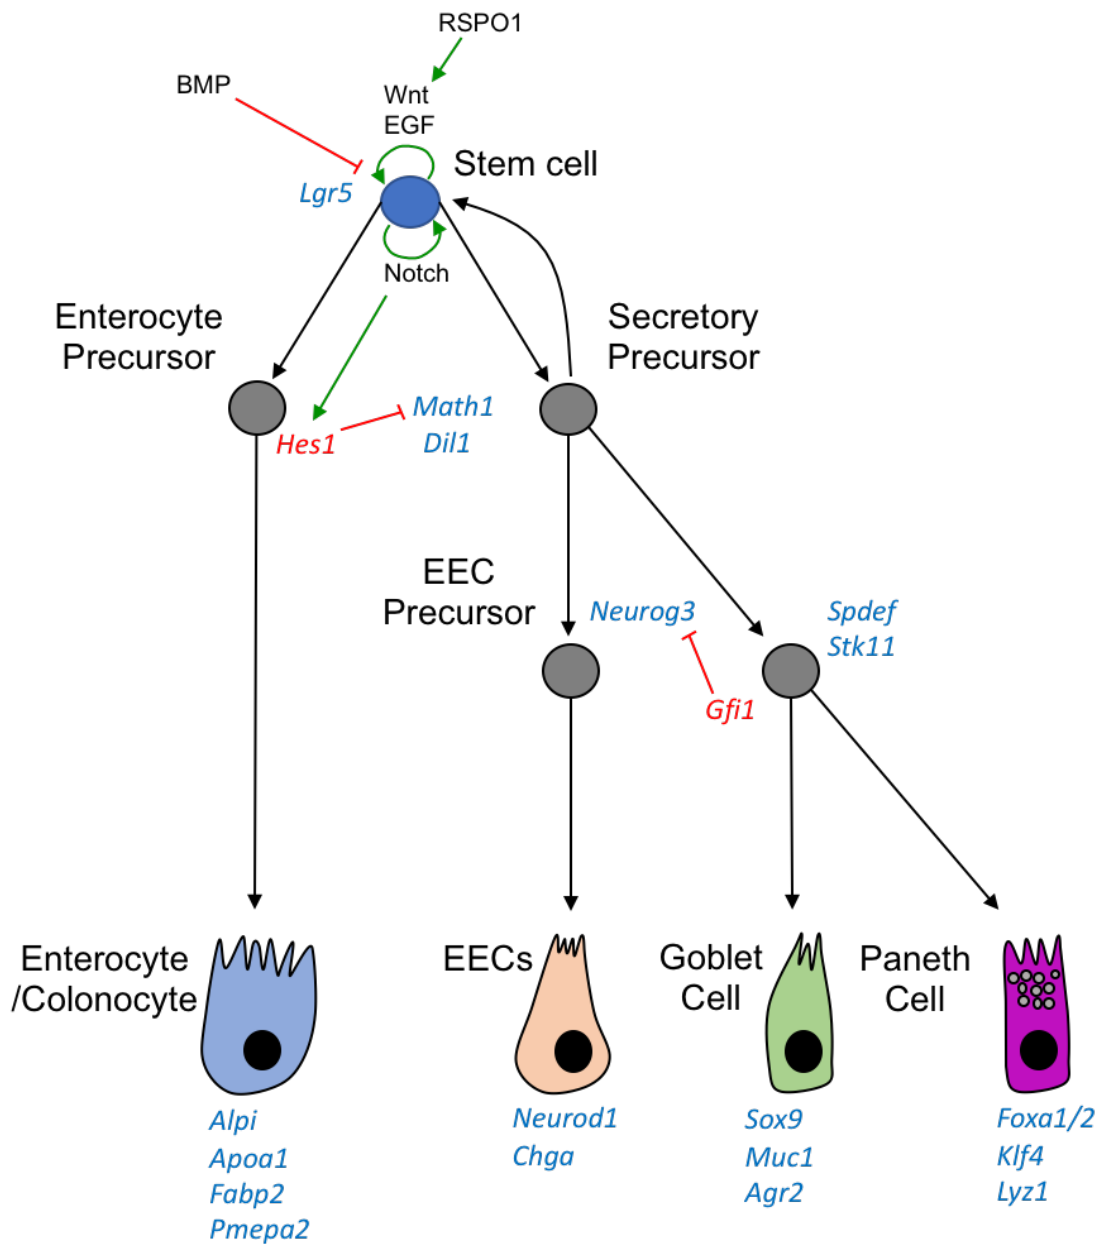 RSPO1
BMP
Wnt
EGF
Stem cell
Lgr5
Notch
Enterocyte
Precursor
Secretory
Precursor
Hes1
Math1
Dil1
EEC
Precursor
Neurog3
Spdef
Stk11
Gfi1
Enterocyte
/Colonocyte
EECs
Goblet
Cell
Paneth
Cell
Alpi
Apoa1
Fabp2
Pmepa2
Neurod1
Chga
Sox9
Muc1
Agr2
Foxa1/2
Klf4
Lyz1